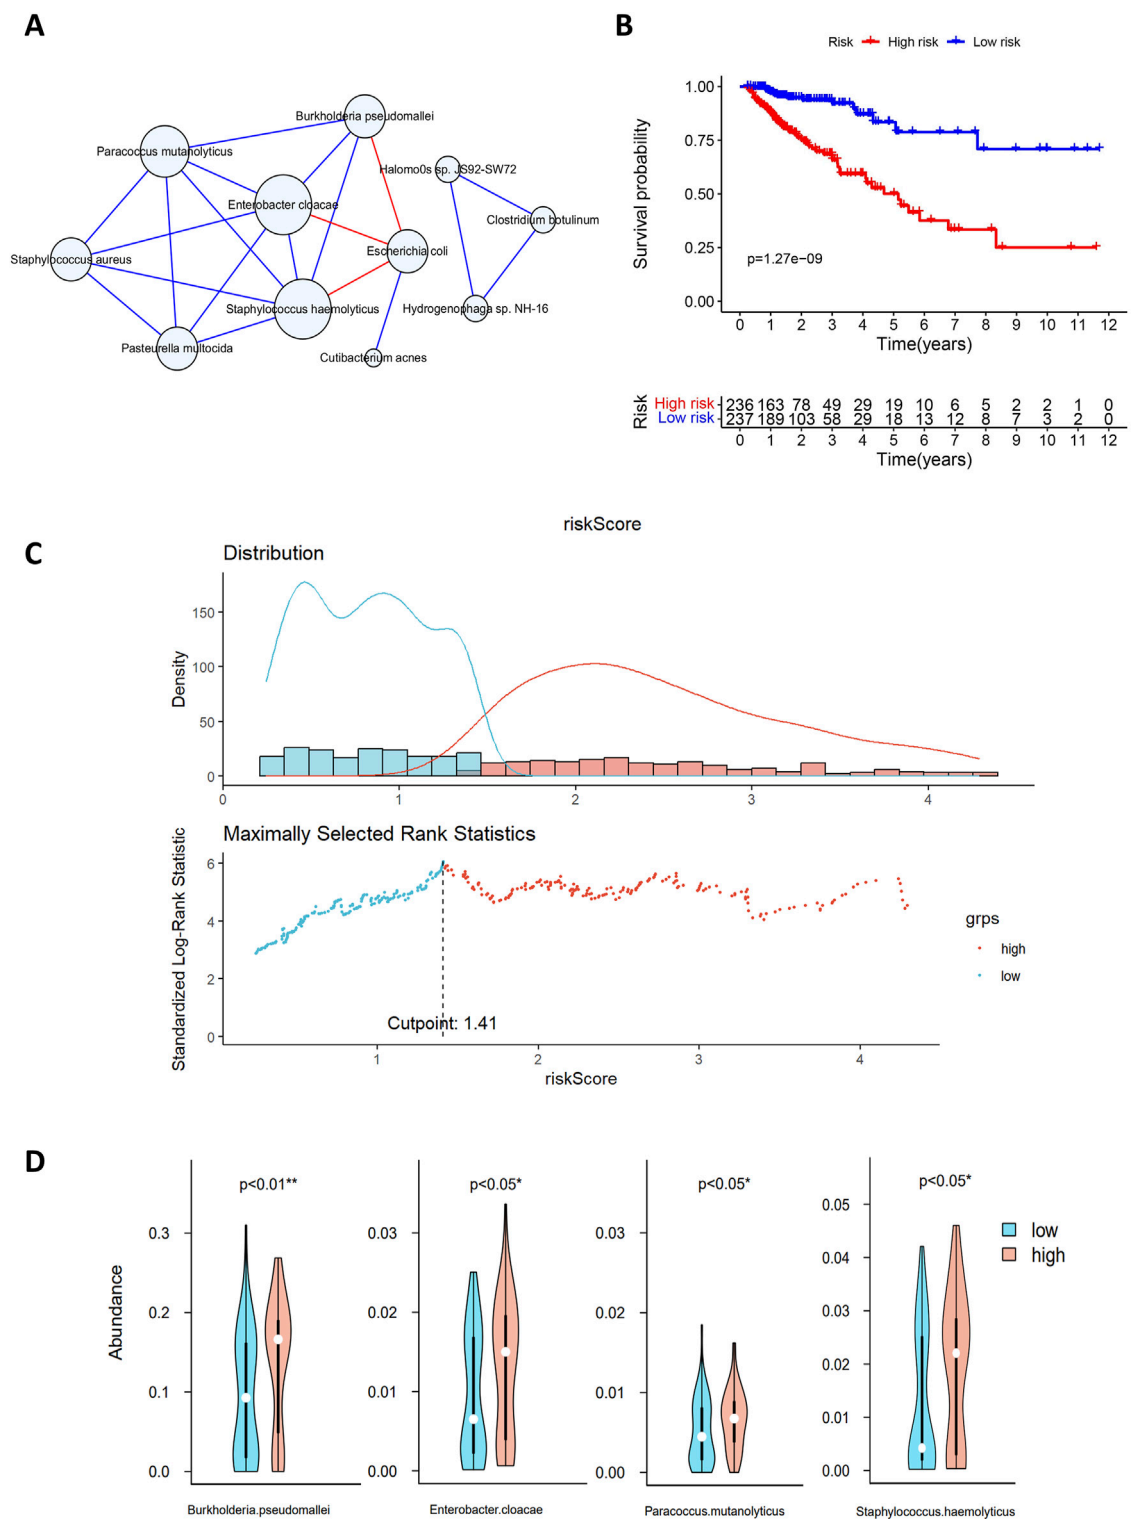 A
Burkholderia pseudomallei
Paracoccus mutanolyticus
Halomo0s sp. JS92-SW72
Enterobacter cloacae
Clostridium botulinum
Escherichia coli
Staphylococcus aureus
Staphylococcus haemolyticus
Hydrogenophaga sp. NH-16
Pasteurella multocida
Cutibacterium acnes
B
Risk High risk Low risk
Survival probability
1.00
0.75
0.50
0.25
0.00
p=1.27e−09
0 1 2 3 4 5 6 7 8 9 10 11 12
Time(years)
Risk
High risk 236 163 78 49 29 19 10 6 5 2 2 1 0
Low risk 237 189 103 58 29 18 13 12 8 7 3 2 0
0 1 2 3 4 5 6 7 8 9 10 11 12
Time(years)
C
riskScore
Distribution
Density
150
100
50
0
0 1 2 3 4
Maximally Selected Rank Statistics
Standardized Log-Rank Statistic
6
4
2
0
Cutpoint: 1.41
1 2 3 4
riskScore
grps
high
low
D
Abundance
p<0.01**
0.3
0.2
0.1
0.0
Burkholderia.pseudomallei
p<0.05*
0.03
0.02
0.01
0.00
Enterobacter.cloacae
p<0.05*
0.03
0.02
0.01
0.00
Paracoccus.mutanolyticus
p<0.05*
0.05
0.04
0.03
0.02
0.01
0.00
Staphylococcus.haemolyticus
low
high